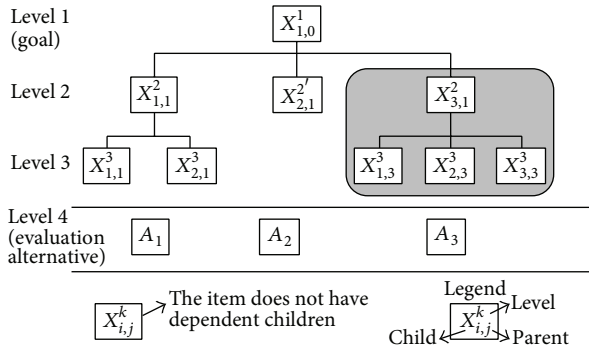 Level 1
(goal)
X^1_{1,0}
Level 2
X^2_{1,1} X^{2′}_{2,1} X^2_{3,1}
Level 3
X^3_{1,1} X^3_{2,1} X^3_{1,3} X^3_{2,3} X^3_{3,3}
Level 4
(evaluation
alternative)
A_1 A_2 A_3
X^k_{i,j}
The item does not have
dependent children
Legend
X^k_{i,j}
Level
Child
Parent